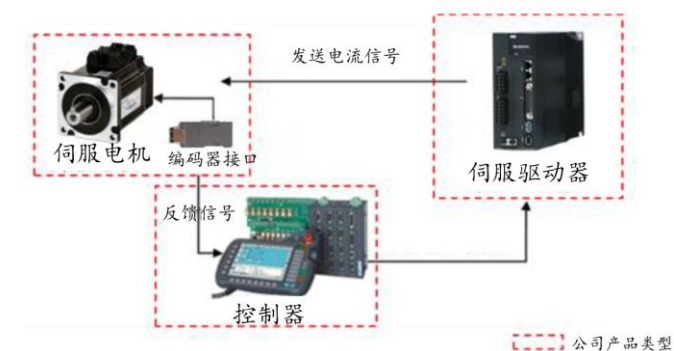 发送电流信号
伺服电机
编码器接口
伺服驱动器
反馈信号
控制器
公司产品类型